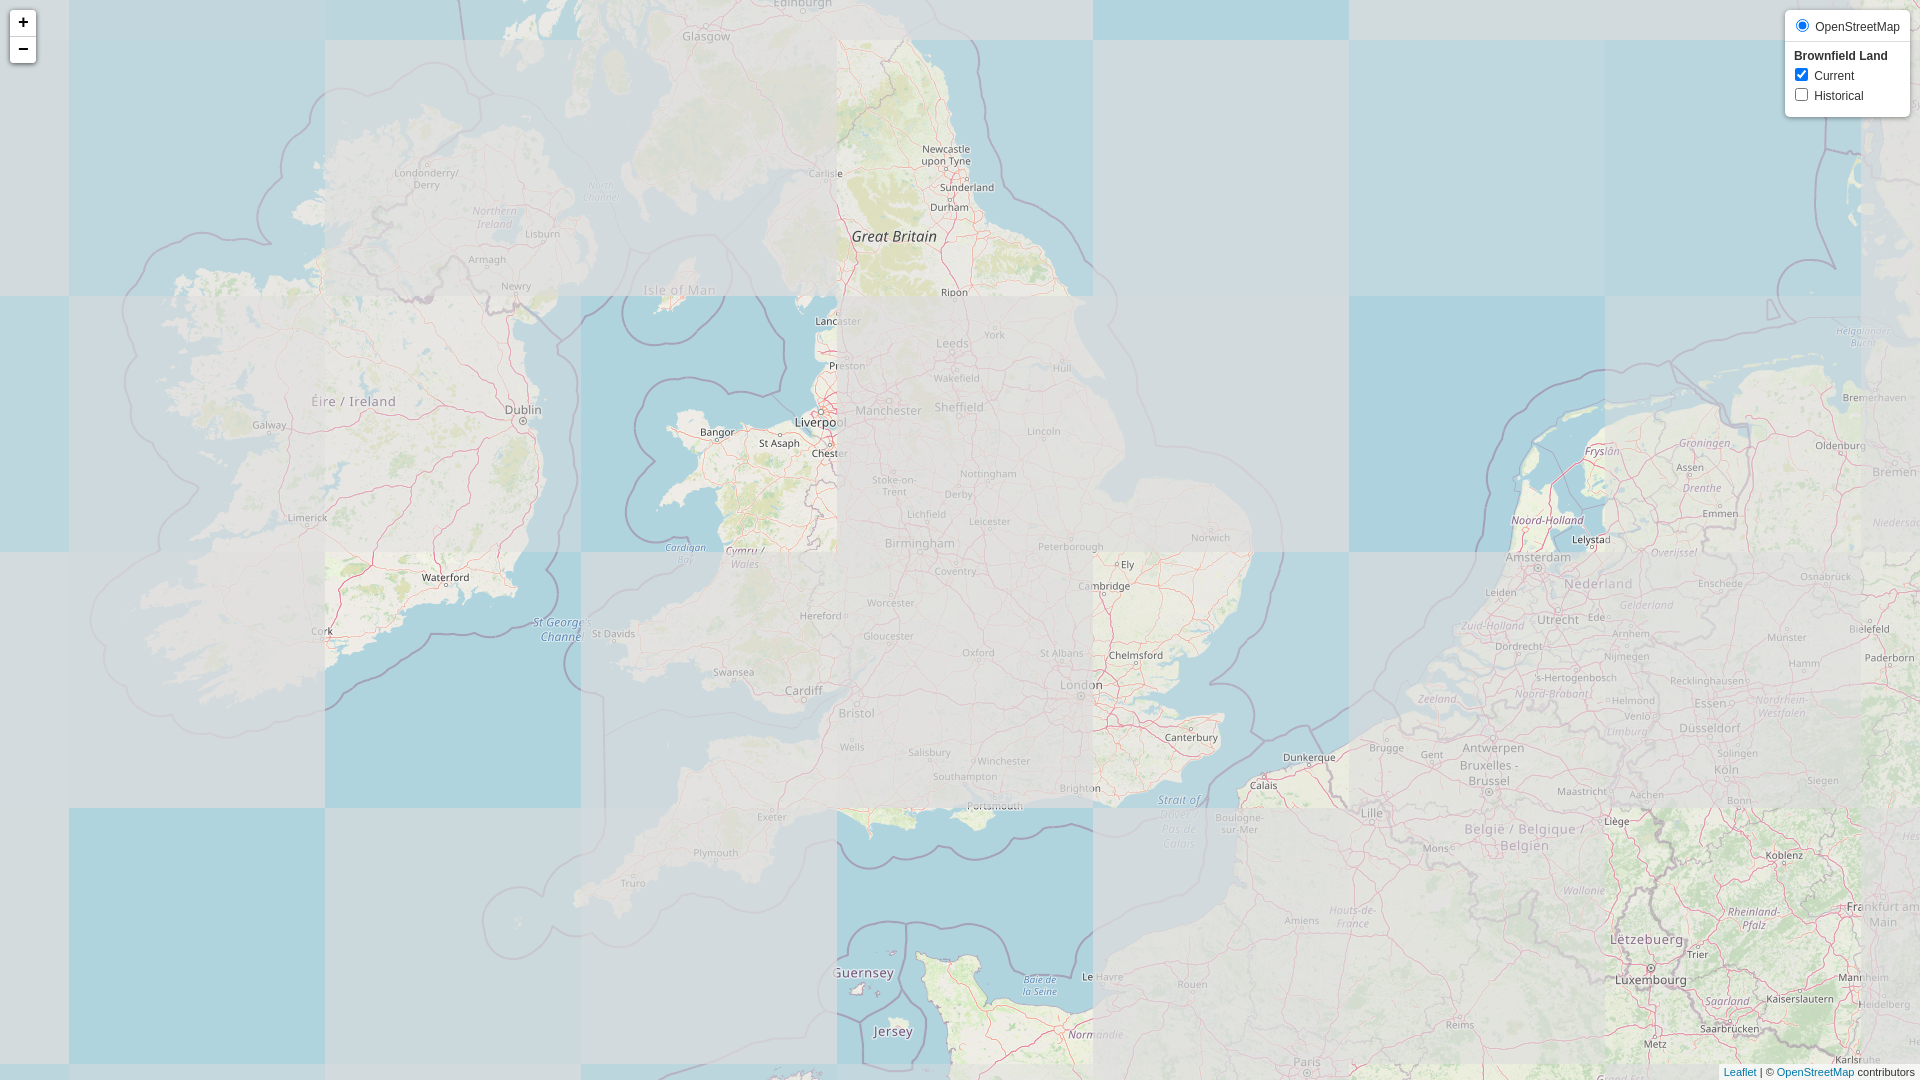 +
−
OpenStreetMap
Brownfield Land
Current
Historical
Edinburgh
Glasgow
Newcastle
upon Tyne
Londonderry/
Derry
Carlisle
North
Channel
Sunderland
Durham
Northern
Ireland
Lisburn
Great Britain
Armagh
Newry
Isle of Man
Ripon
Lancaster
York
Leeds
Helgoländer
Bucht
Preston
Hull
Wakefield
Bremerhaven
Éire / Ireland
Dublin
Manchester
Sheffield
Galway
Liverpool
Bangor
Lincoln
St Asaph
Groningen
Oldenburg
Chester
Fryslân
Assen
Nottingham
Bremen
Stoke-on-
Trent
Derby
Drenthe
Limerick
Lichfield
Leicester
Noord-Holland
Emmen
Niedersac
Birmingham
Norwich
Lelystad
Cardigan
Bay
Cymru /
Wales
Peterborough
Amsterdam
Overijssel
Waterford
Ely
Coventry
Cambridge
Nederland
Enschede
Osnabrück
Leiden
Worcester
Gelderland
Hereford
St George's
Channel
St Davids
Cork
Gloucester
Zuid-Holland
Utrecht
Ede
Arnhem
Münster
Bielefeld
Oxford
St Albans
Chelmsford
Dordrecht
Nijmegen
Hamm
Paderborn
Swansea
Cardiff
London
's-Hertogenbosch
Recklinghausen
Zeeland
Noord-Brabant
Helmond
Essen
Nordrhein-
Westfalen
Bristol
Venlo
Düsseldorf
Canterbury
Limburg
Wells
Salisbury
Winchester
Dunkerque
Brugge
Gent
Antwerpen
Solingen
Bruxelles -
Brussel
Köln
Southampton
Calais
Siegen
Brighton
Maastricht
Aachen
Bonn
Portsmouth
Strait of
Dover /
Pas de
Calais
Exeter
Boulogne-
sur-Mer
Lille
Liège
België / Belgique /
Belgien
Plymouth
Mons
Koblenz
Truro
Wallonie
Amiens
Hauts-de-
France
Rheinland-
Pfalz
Frankfurt am
Main
Lëtzebuerg
Trier
Guernsey
Le Havre
Baie de
la Seine
Rouen
Luxembourg
Mannheim
Kaiserslautern
Saarland
Heidelberg
Jersey
Normandie
Reims
Saarbrücken
Metz
Paris
Karlsruhe
Leaflet | © OpenStreetMap contributors